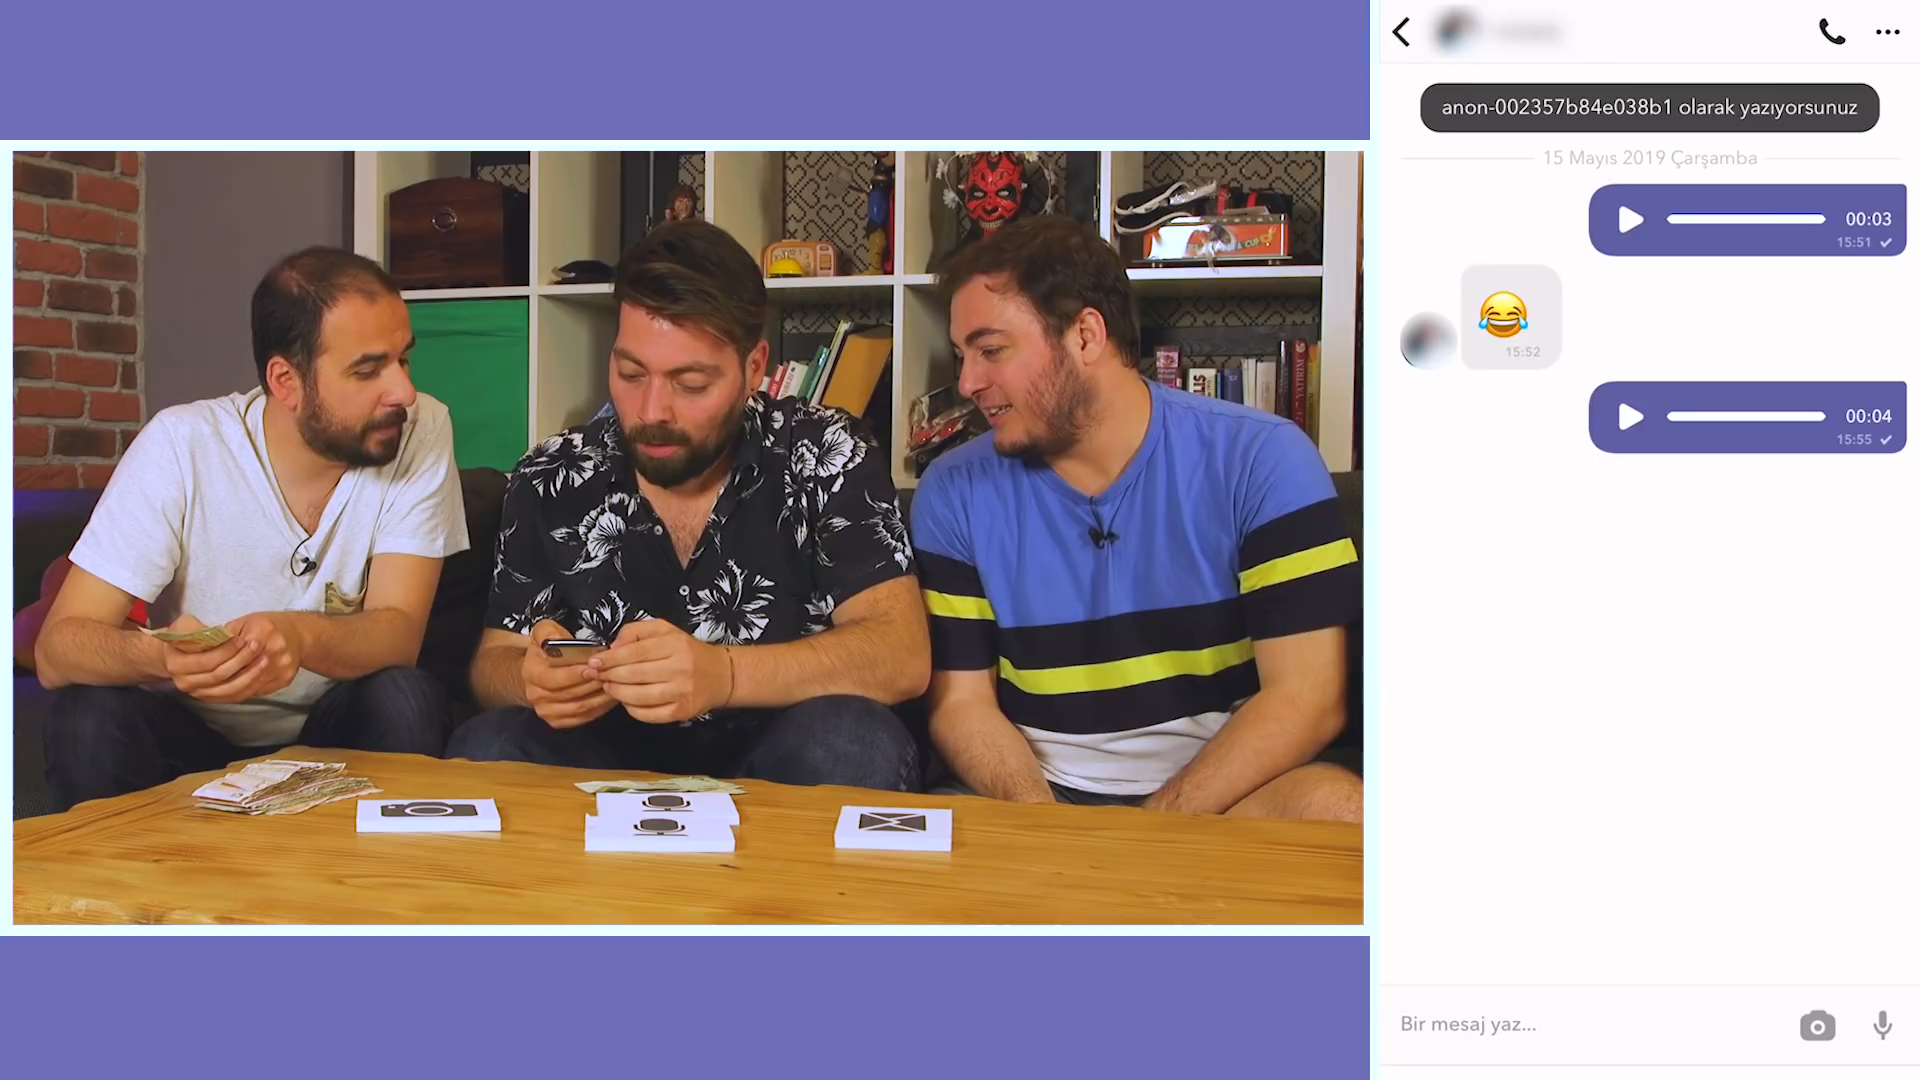 anon-002357b84e038b1 olarak yazıyorsunuz
15 Mayıs 2019 Çarşamba
00:03
15:51
15:52
00:04
15:55
YATIRIM
Bir mesaj yaz...